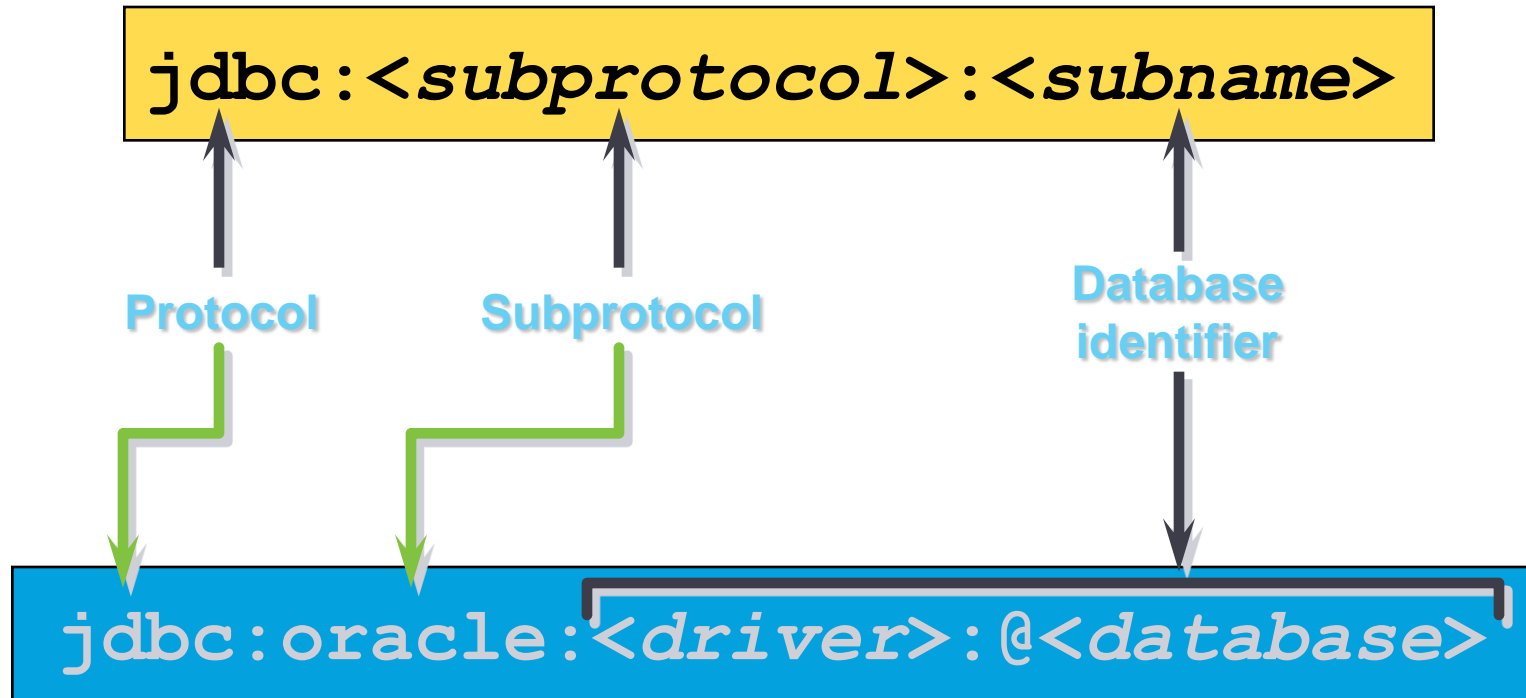 jdbc:<subprotocol>:<subname>
Protocol
Subprotocol
Database
identifier
jdbc:oracle:<driver>:@<database>